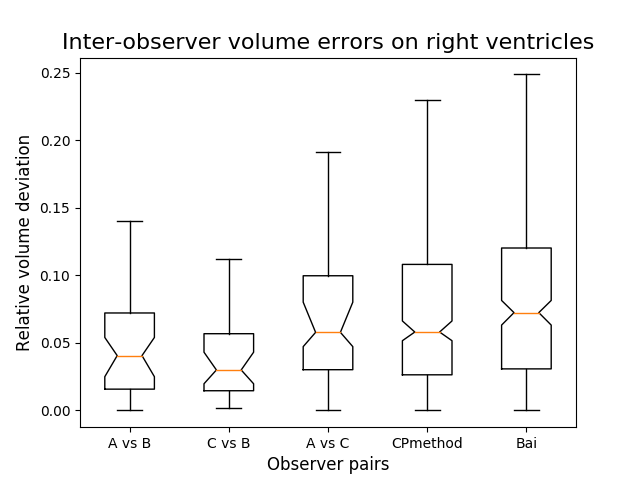 Inter-observer volume errors on right ventricles
Relative volume deviation
0.25
0.20
0.15
0.10
0.05
0.00
A vs B
C vs B
A vs C
CPmethod
Bai
Observer pairs